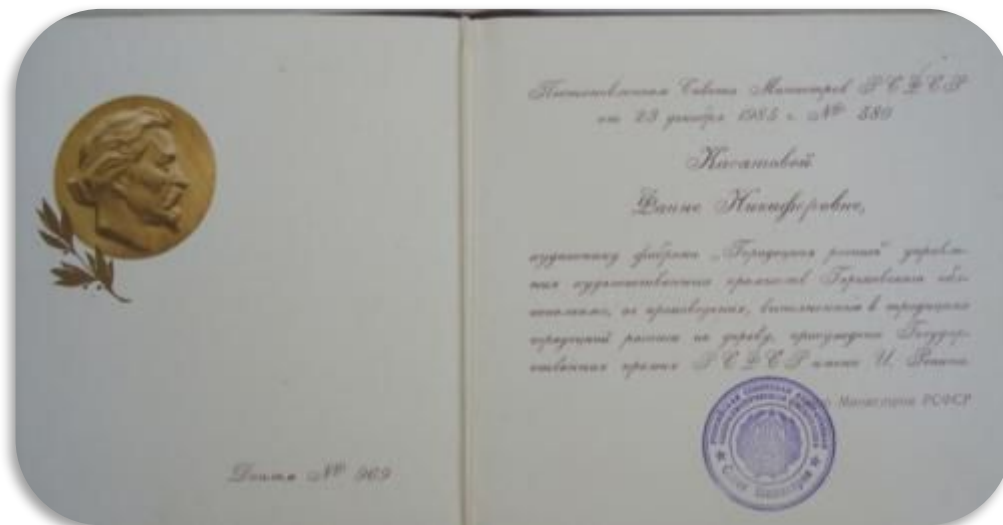 Диплом № 969
Постановлением Совета Министров РСФСР
от 23 декабря 1985 г. № 580
Касатовой
Фаине Никифоровне,
художнику фабрики „Городецкая роспись" управле-
ния художественных промыслов Горьковского обл-
исполкома, за произведения, выполненные в традициях
городецкой росписи по дереву, присуждена Государ-
ственная премия РСФСР имени И. Репина
Министров РСФСР
Совет Министров